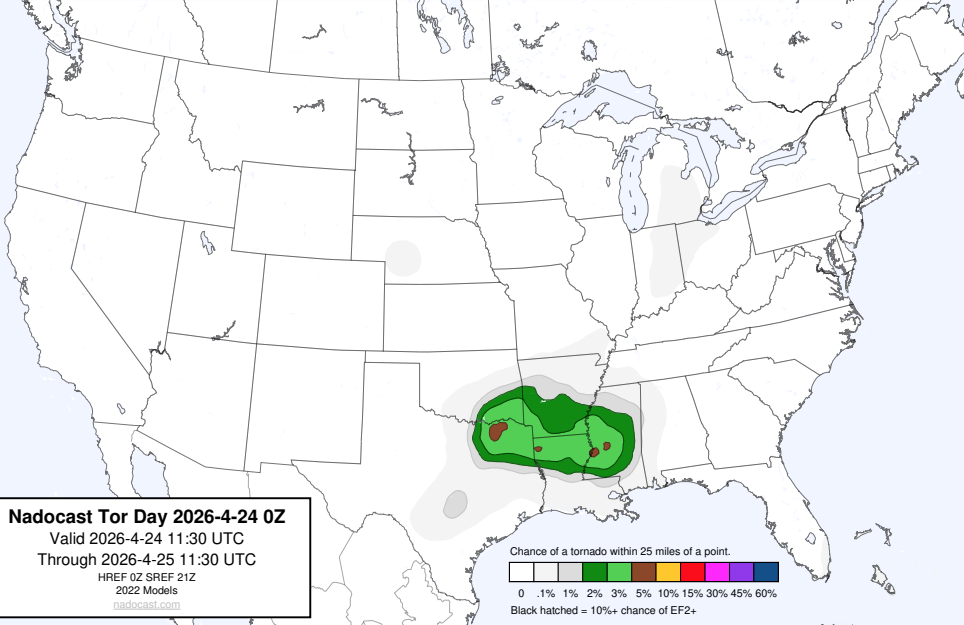 Nadocast Tor Day 2026-4-24 0Z
Valid 2026-4-24 11:30 UTC
Through 2026-4-25 11:30 UTC
HREF 0Z SREF 21Z
2022 Models
nadocast.com
Chance of a tornado within 25 miles of a point.
0 .1% 1% 2% 3% 5% 10% 15% 30% 45% 60%
Black hatched = 10%+ chance of EF2+